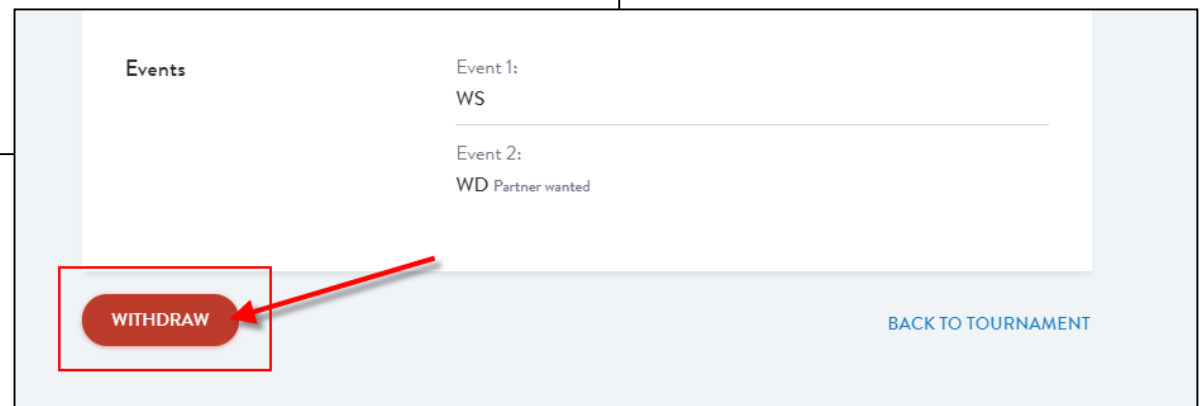 Events
Event 1:
WS
Event 2:
WD Partner wanted
WITHDRAW
BACK TO TOURNAMENT